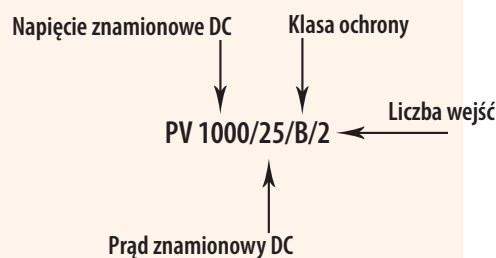 Napięcie znamionowe DC
Klasa ochrony
Liczba wejść
PV 1000/25/B/2
Prąd znamionowy DC